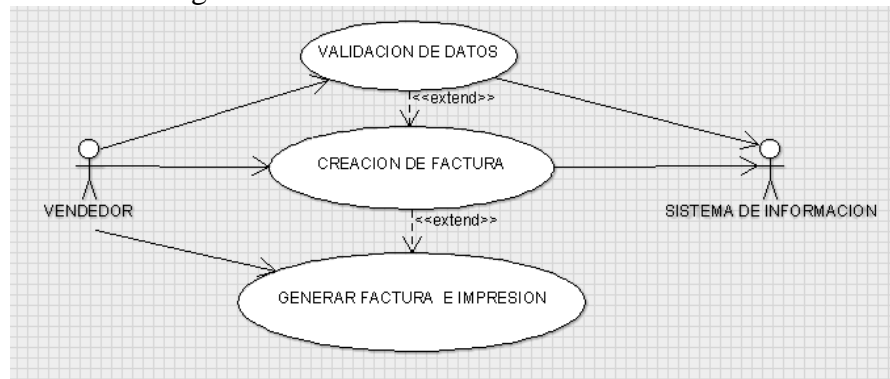 VALIDACION DE DATOS
<<extend>>
CREACION DE FACTURA
VENDEDOR
SISTEMA DE INFORMACION
<<extend>>
GENERAR FACTURA E IMPRESION